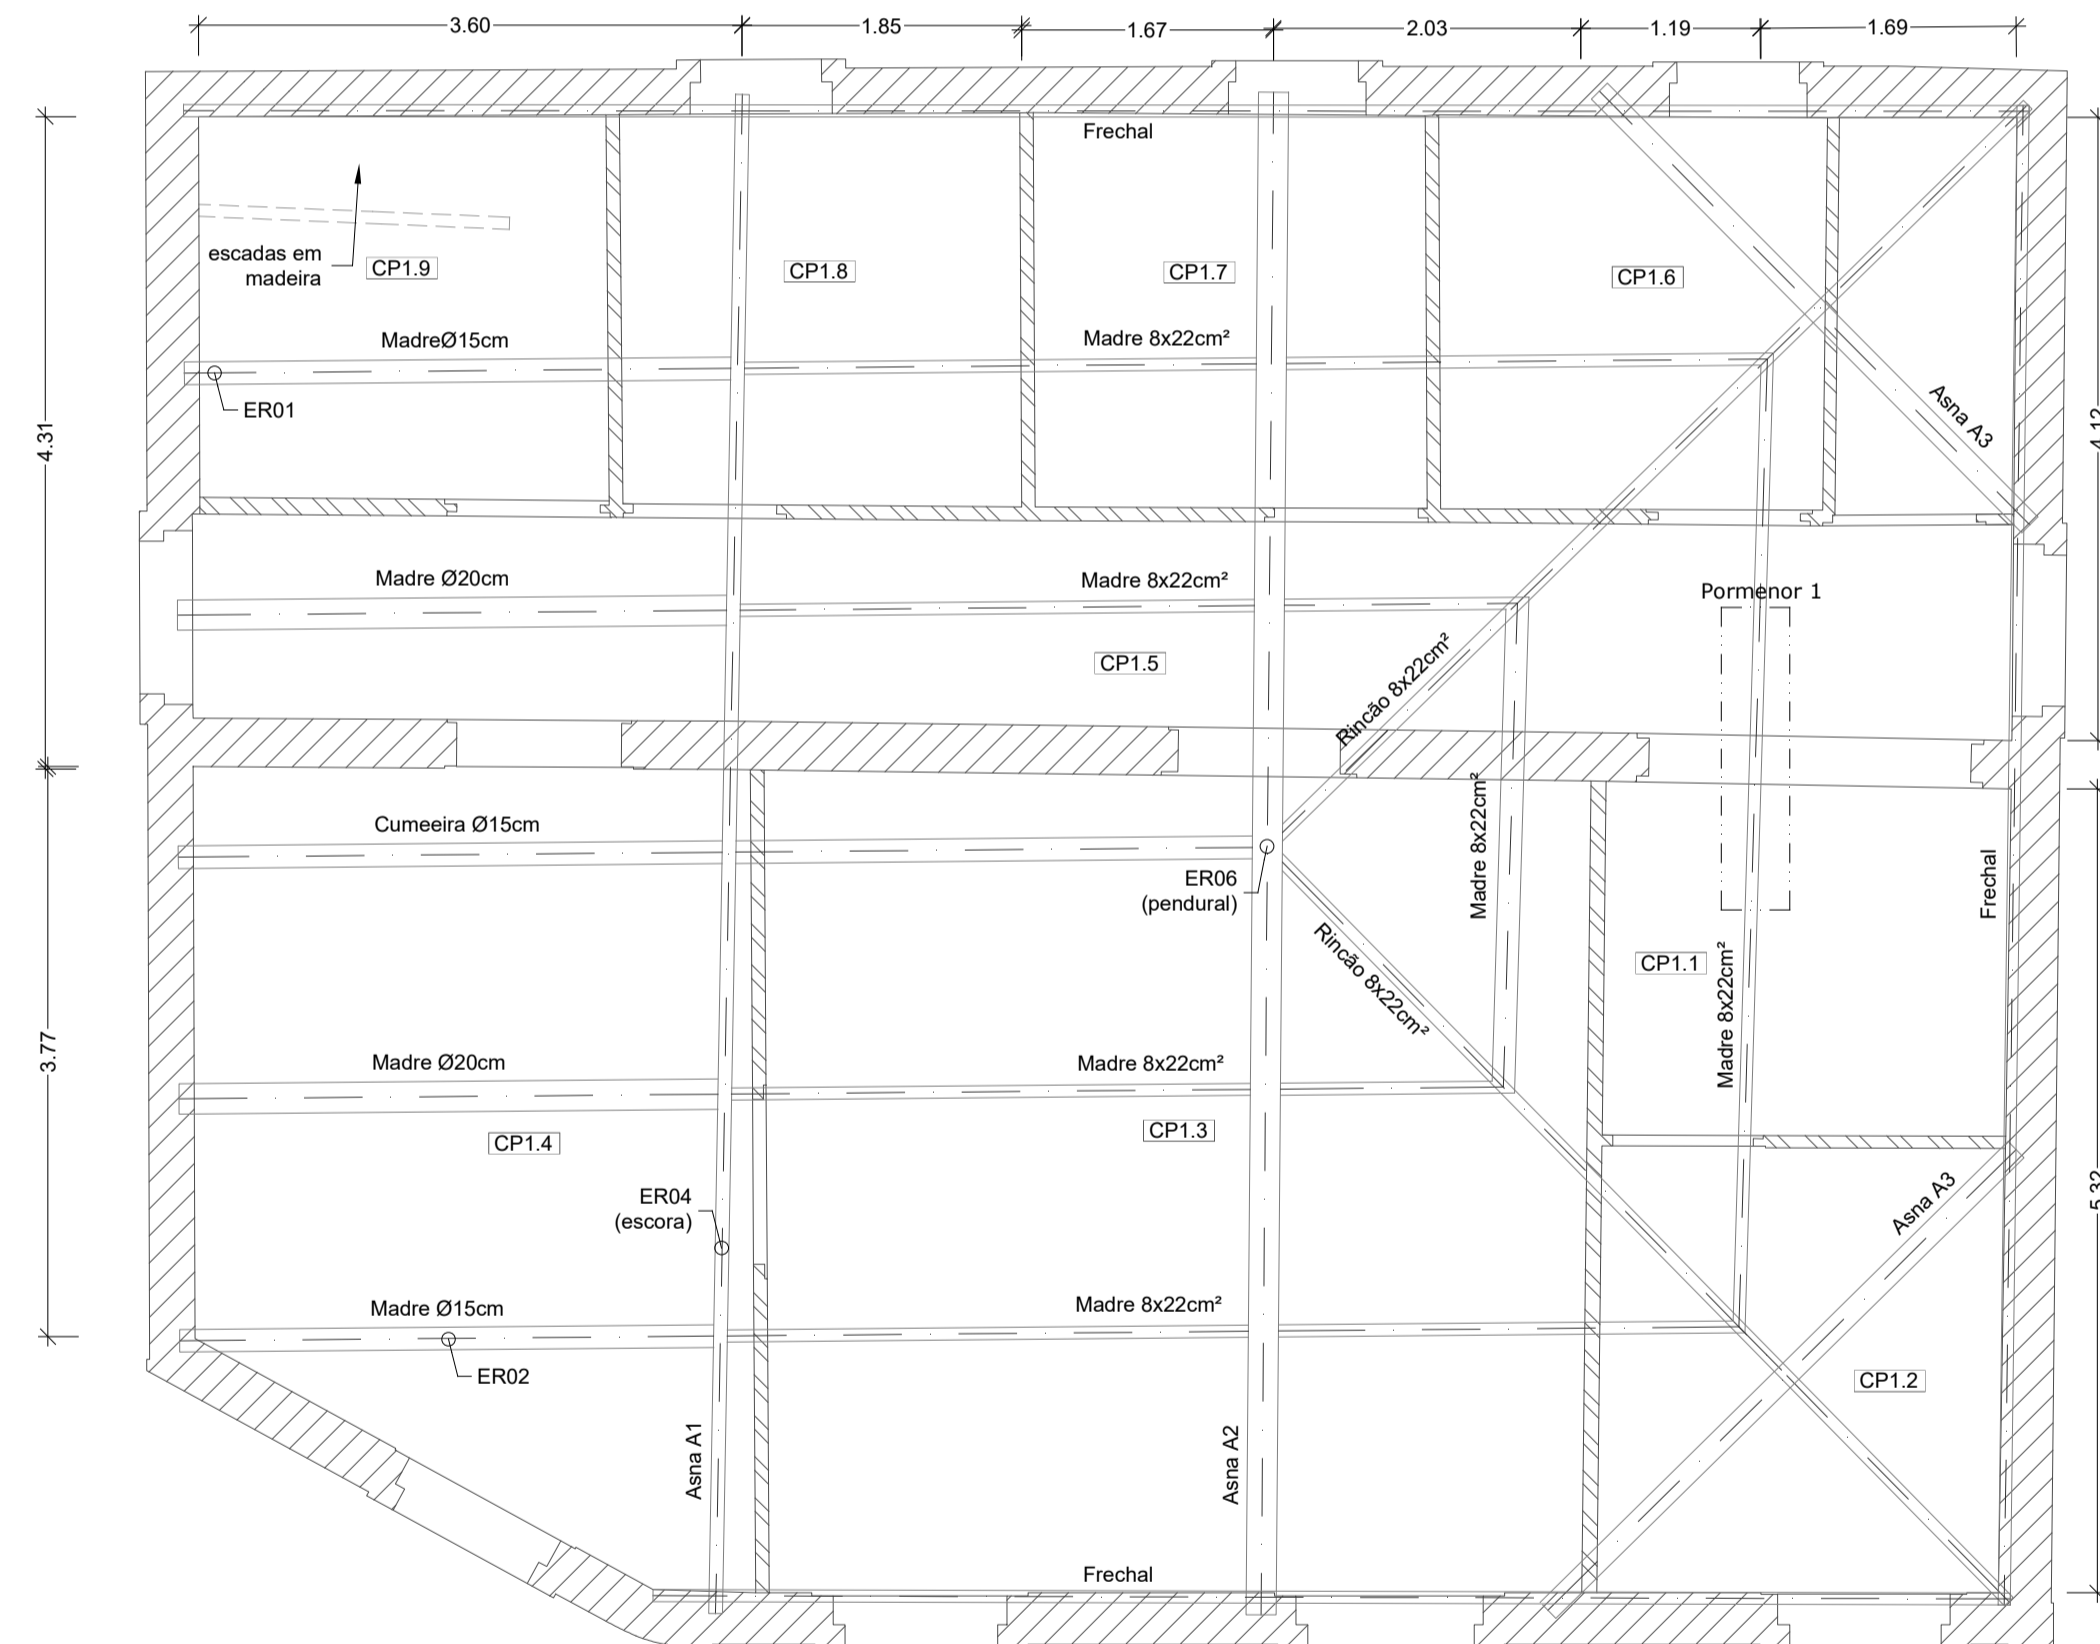 3.60
1.85
1.67
2.03
1.19
1.69
Frechal
escadas em
madeira
CP1.9
CP1.8
CP1.7
CP1.6
MadreØ15cm
Madre 8x22cm²
ER01
Asna A3
4.31
4.12
Madre Ø20cm
Madre 8x22cm²
Pormenor 1
CP1.5
Rincão 8x22cm²
Madre 8x22cm²
Cumeeira Ø15cm
ER06
(pendural)
Frechal
Rincão 8x22cm²
CP1.1
Madre 8x22cm²
3.77
Madre Ø20cm
Madre 8x22cm²
CP1.4
CP1.3
ER04
(escora)
Asna A3
5.32
Madre Ø15cm
Madre 8x22cm²
ER02
CP1.2
Asna A1
Asna A2
Frechal